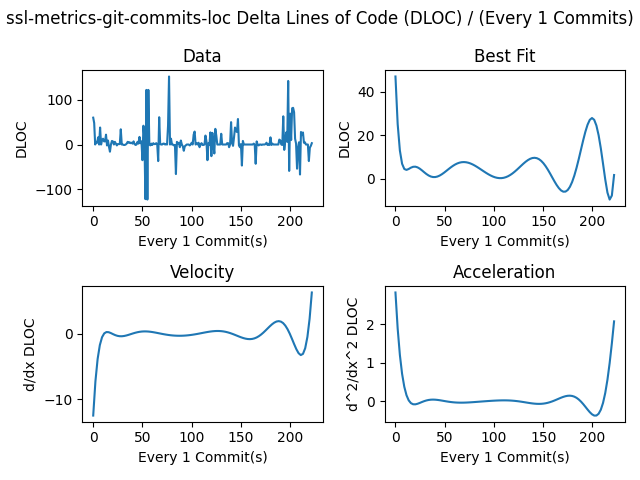 ssl-metrics-git-commits-loc Delta Lines of Code (DLOC) / (Every 1 Commits)
Data
DLOC
100
0
−100
0 50 100 150 200
Every 1 Commit(s)
Best Fit
DLOC
40
20
0
0 50 100 150 200
Every 1 Commit(s)
Velocity
d/dx DLOC
0
−10
0 50 100 150 200
Every 1 Commit(s)
Acceleration
d^2/dx^2 DLOC
2
1
0
0 50 100 150 200
Every 1 Commit(s)